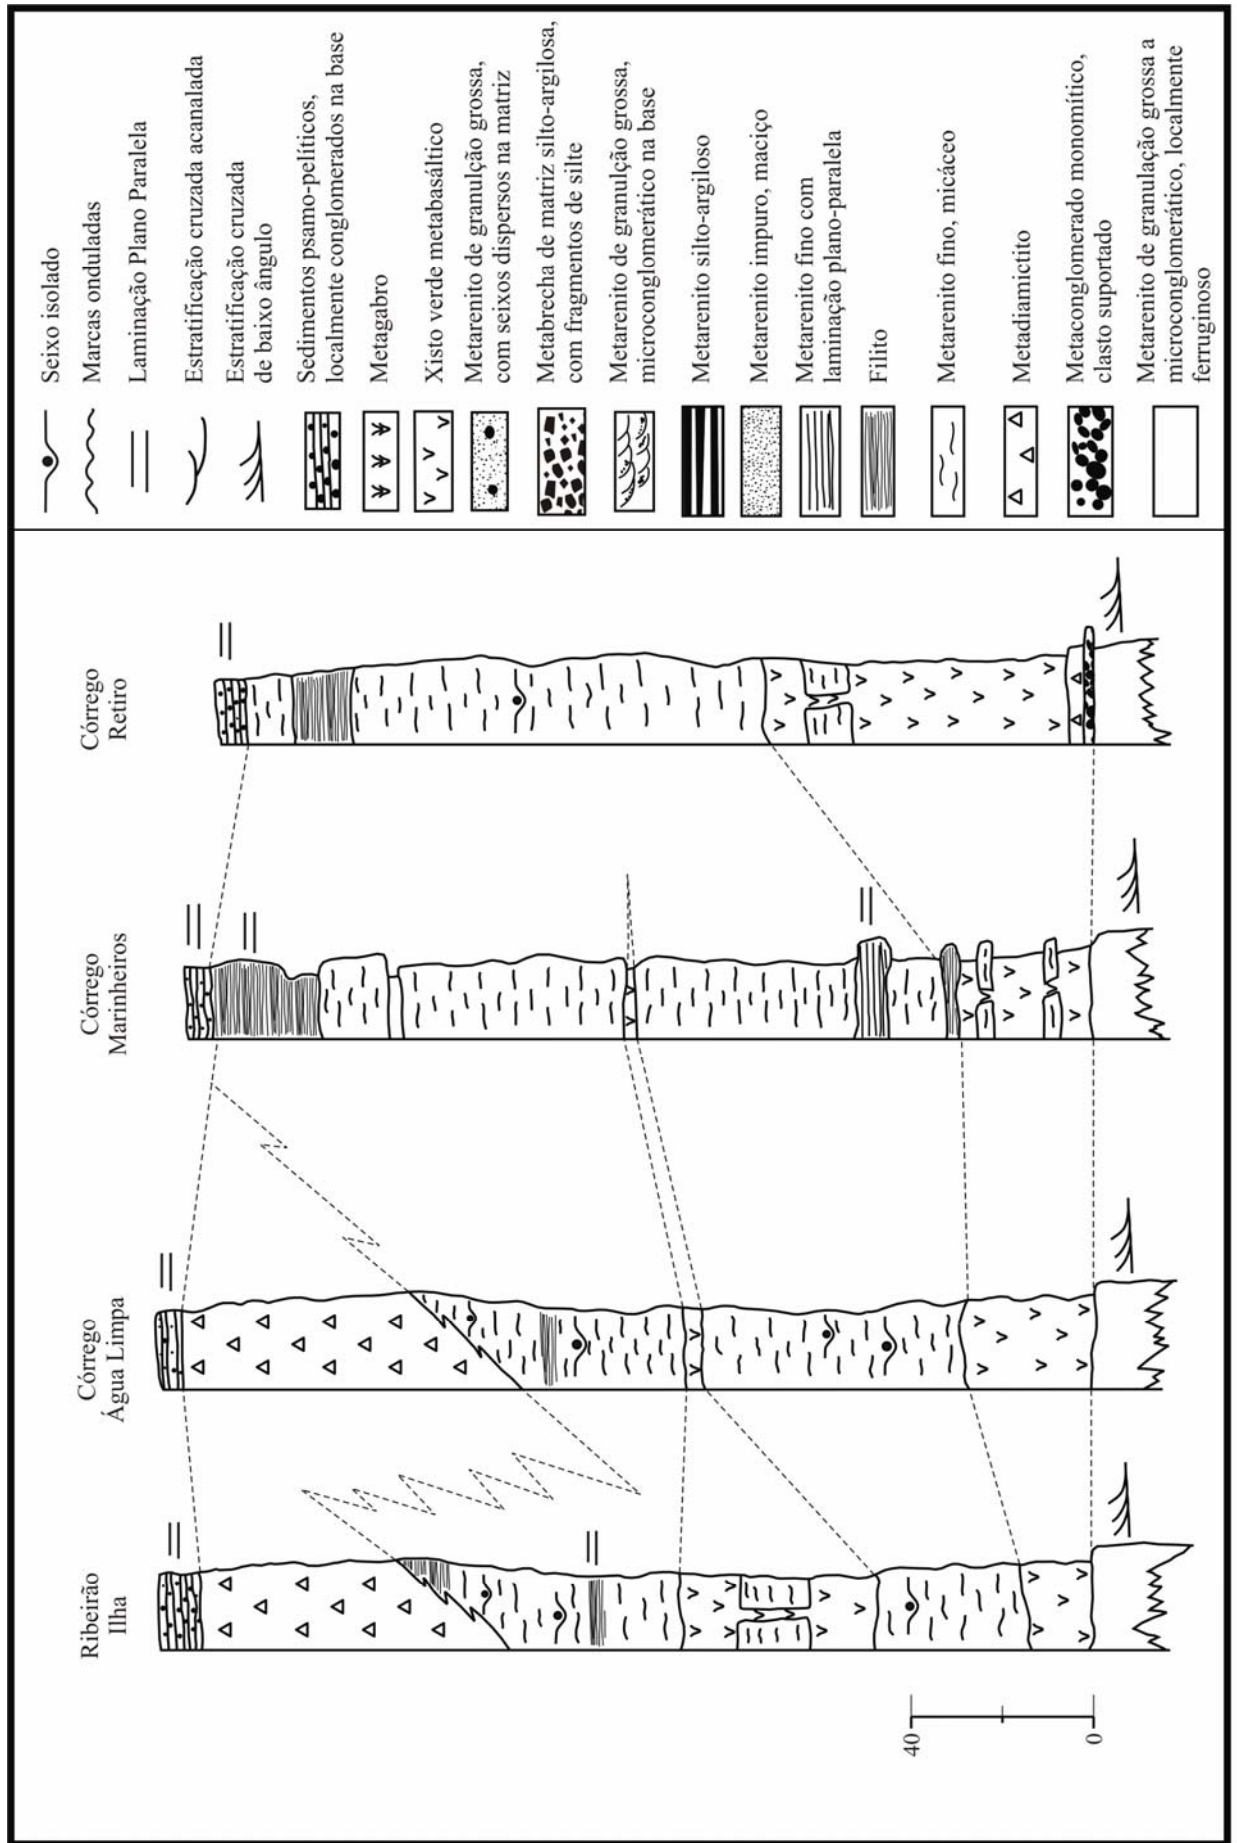 Ribeirão
Ilha
Córrego
Água Limpa
Córrego
Marinheiros
Córrego
Retiro
40
0
Seixo isolado
Marcas onduladas
Laminação Plano Paralela
Estratificação cruzada acanalada
Estratificação cruzada
de baixo ângulo
Sedimentos psamo-pelíticos,
localmente conglomerados na base
Metagabro
Xisto verde metabasáltico
Metarenito de granulção grossa,
com seixos dispersos na matriz
Metabrecha de matriz silto-argilosa,
com fragmentos de silte
Metarenito de granulção grossa,
microconglomerático na base
Metarenito silto-argiloso
Metarenito impuro, maciço
Metarenito fino com
laminação plano-paralela
Filito
Metarenito fino, micáceo
Metadiamictito
Metaconglomerado monomítico,
clasto suportado
Metarenito de granulação grossa a
microconglomerático, localmente
ferruginoso